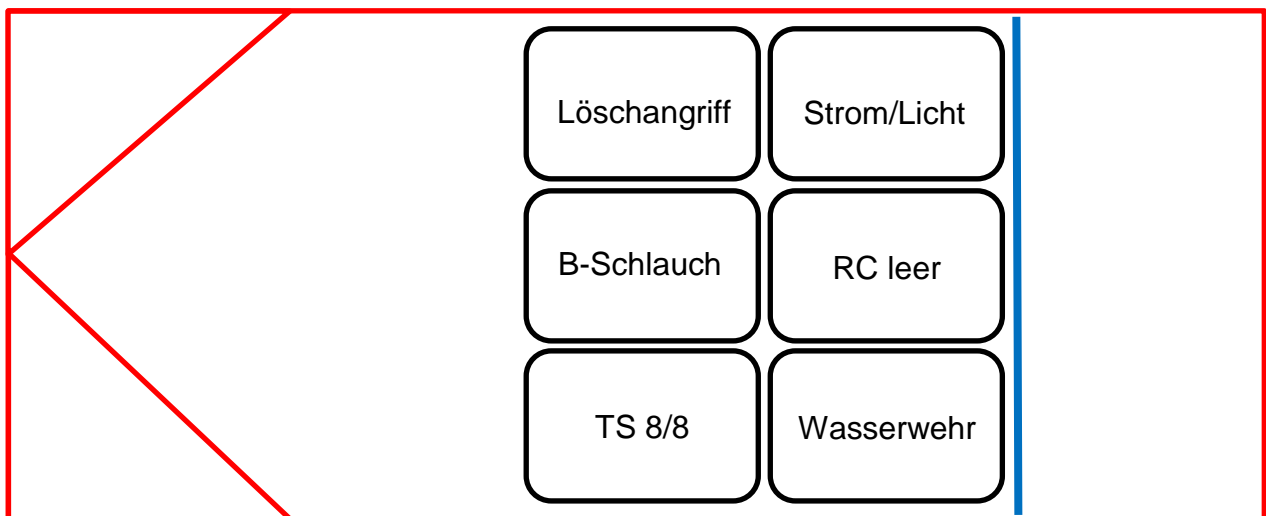 Löschangriff
Strom/Licht
B-Schlauch
RC leer
TS 8/8
Wasserwehr